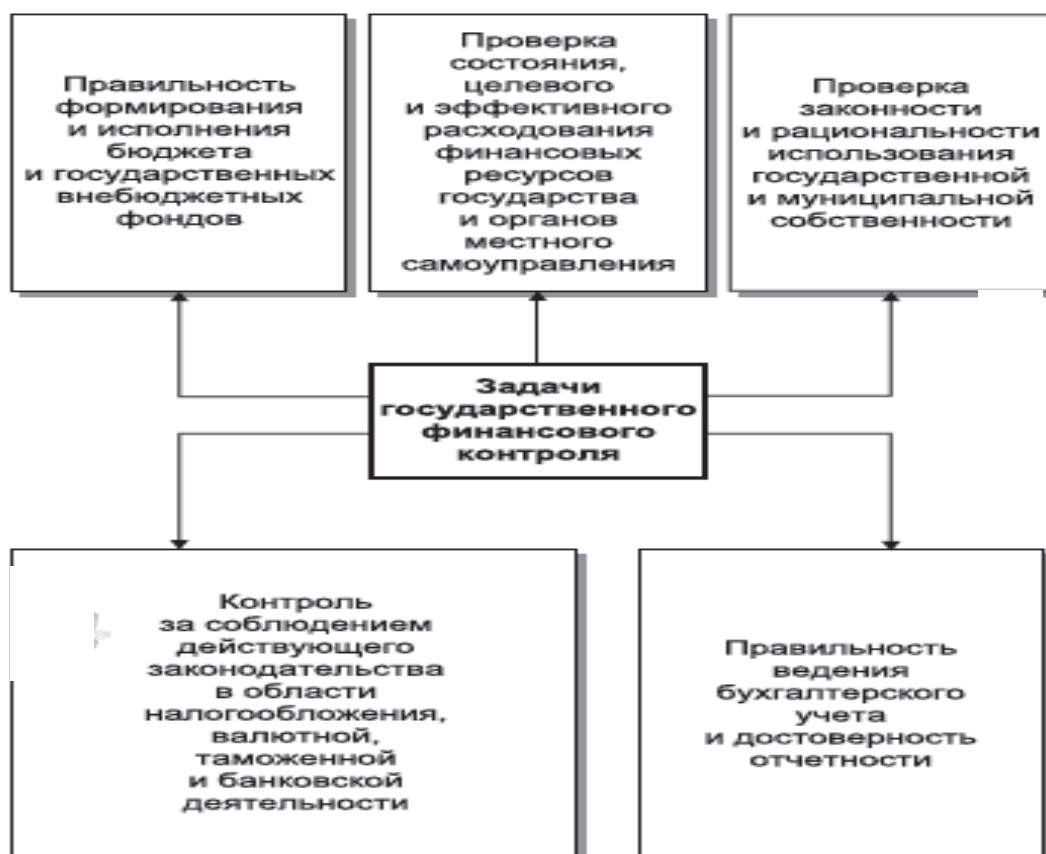 Правильность
формирования
и исполнения
бюджета
и государственных
внебюджетных
фондов
Проверка
состояния,
целевого
и эффективного
расходования
финансовых
ресурсов
государства
и органов
местного
самоуправления
Проверка
законности
и рациональности
использования
государственной
и муниципальной
собственности
Задачи
государственного
финансового
контроля
Контроль
за соблюдением
действующего
законодательства
в области
налогообложения,
валютной,
таможенной
и банковской
деятельности
Правильность
ведения
бухгалтерского
учета
и достоверность
отчетности